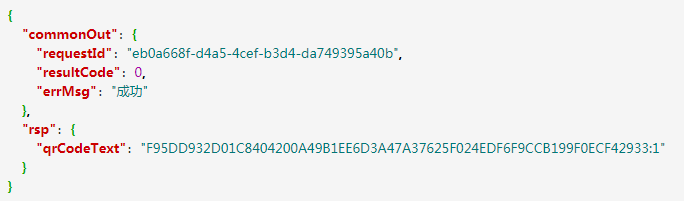 {
"commonOut": {
"requestId": "eb0a668f-d4a5-4cef-b3d4-da749395a40b",
"resultCode": 0,
"errMsg": "成功"
},
"rsp": {
"qrCodeText": "F95DD932D01C8404200A49B1EE6D3A47A37625F024EDF6F9CCB199F0ECF42933:1"
}
}